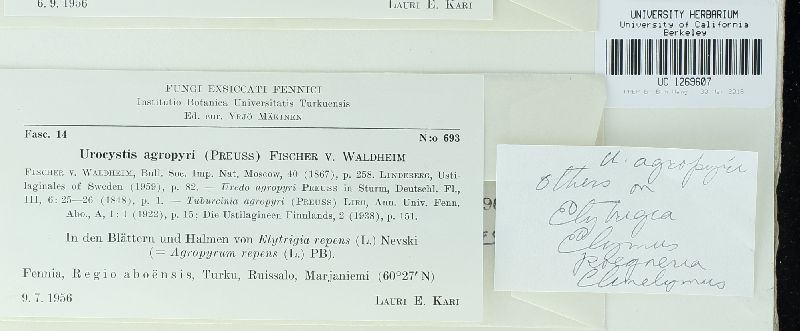 6. 9. 1956 LAURI E. KARI
FUNGI EXSICCATI FENNICI
Institutio Botanica Universitatis Turkuensis
Ed. cur. YRJÖ MÄKINEN
Fasc. 14 N:o 693
Urocystis agropyri (PREUSS) FISCHER V. WALDHEIM
FISCHER V. WALDHEIM, Bull. Soc. Imp. Nat. Moscow, 40 (1867), p. 258. LINDEBERG, Usti-
laginales of Sweden (1959), p. 82. — Uredo agropyri PREUSS in Sturm, Deutschl. Fl.,
III, 6: 25—26 (1848), p. 1. — Tuburcinia agropyri (PREUSS) LIRO, Ann. Univ. Fenn.
Abo., A, 1: 1 (1922), p. 15; Die Ustilagineen Finnlands, 2 (1938), p. 151.
In den Blättern und Halmen von Elytrigia repens (L.) Nevski
(= Agropyrum repens (L.) PB).
Fennia, Regio aboënsis, Turku, Ruissalo, Marjaniemi (60°27′ N)
9. 7. 1956 LAURI E. KARI
UNIVERSITY HERBARIUM
University of California
Berkeley
UC 1269607
U. agropyri
others on
Elytrigia
Elymus
Roegneria
Clinelymus